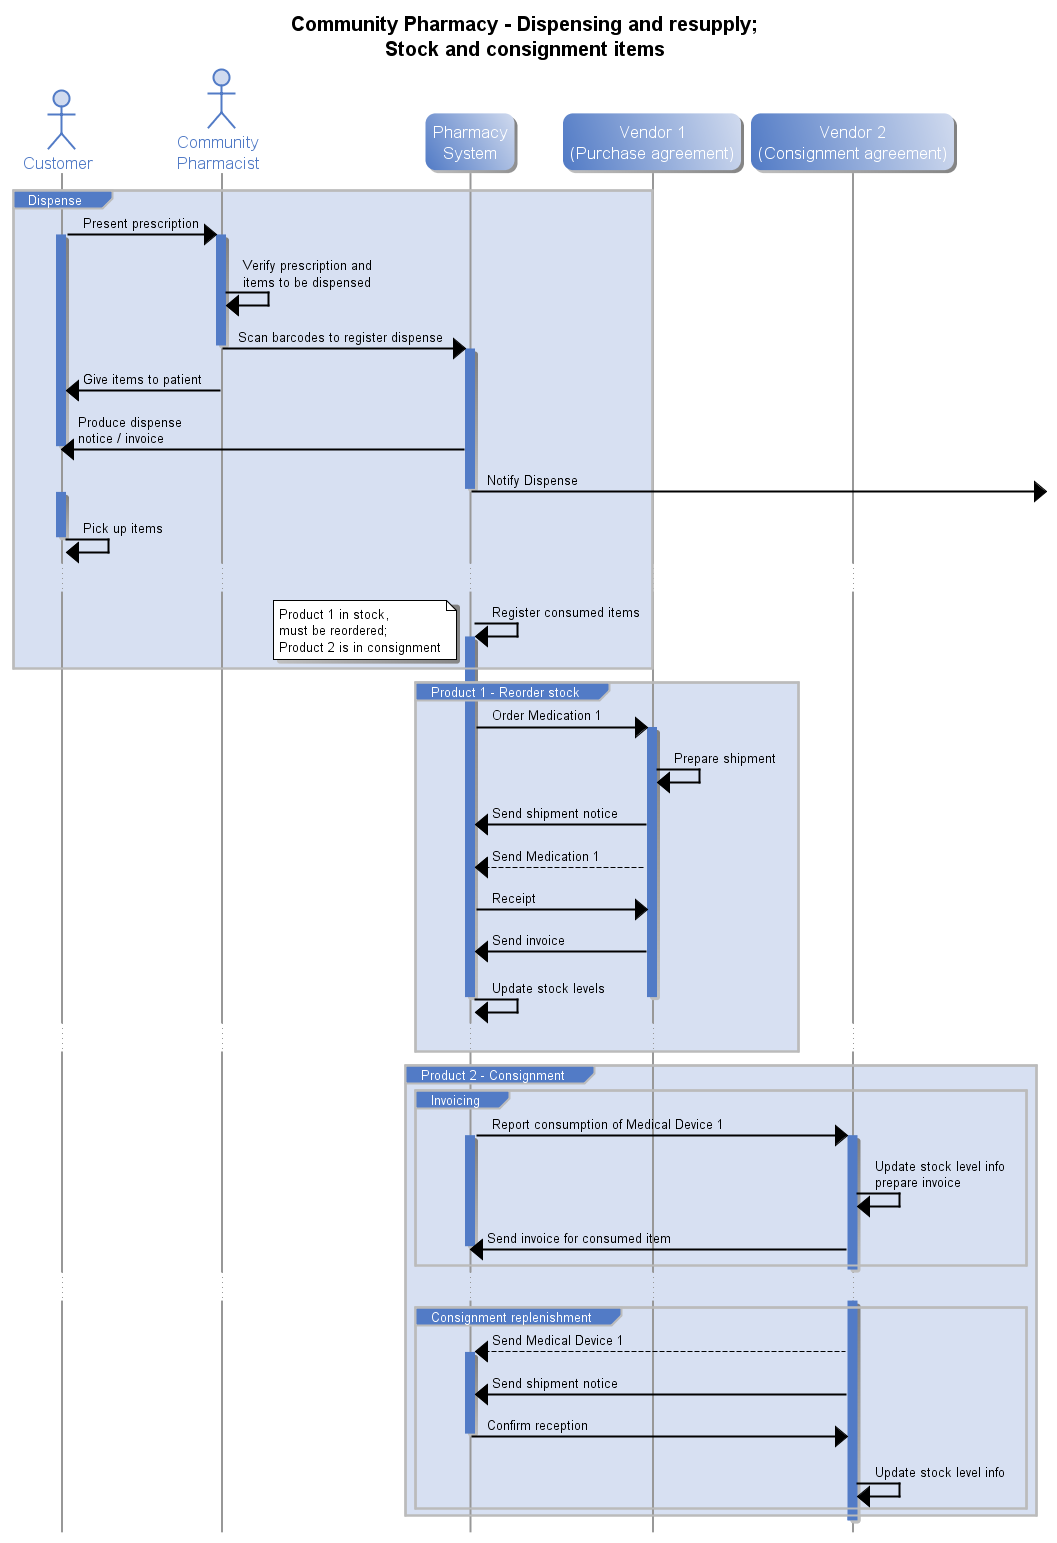 Community Pharmacy - Dispensing and resupply;
Stock and consignment items
Customer
Community
Pharmacist
Pharmacy
System
Vendor 1
(Purchase agreement)
Vendor 2
(Consignment agreement)
Dispense
Present prescription
Verify prescription and
items to be dispensed
Scan barcodes to register dispense
Give items to patient
Produce dispense
notice / invoice
Notify Dispense
Pick up items
Register consumed items
Product 1 in stock,
must be reordered;
Product 2 is in consignment
Product 1 - Reorder stock
Order Medication 1
Prepare shipment
Send shipment notice
Send Medication 1
Receipt
Send invoice
Update stock levels
Product 2 - Consignment
Invoicing
Report consumption of Medical Device 1
Update stock level info
prepare invoice
Send invoice for consumed item
Consignment replenishment
Send Medical Device 1
Send shipment notice
Confirm reception
Update stock level info